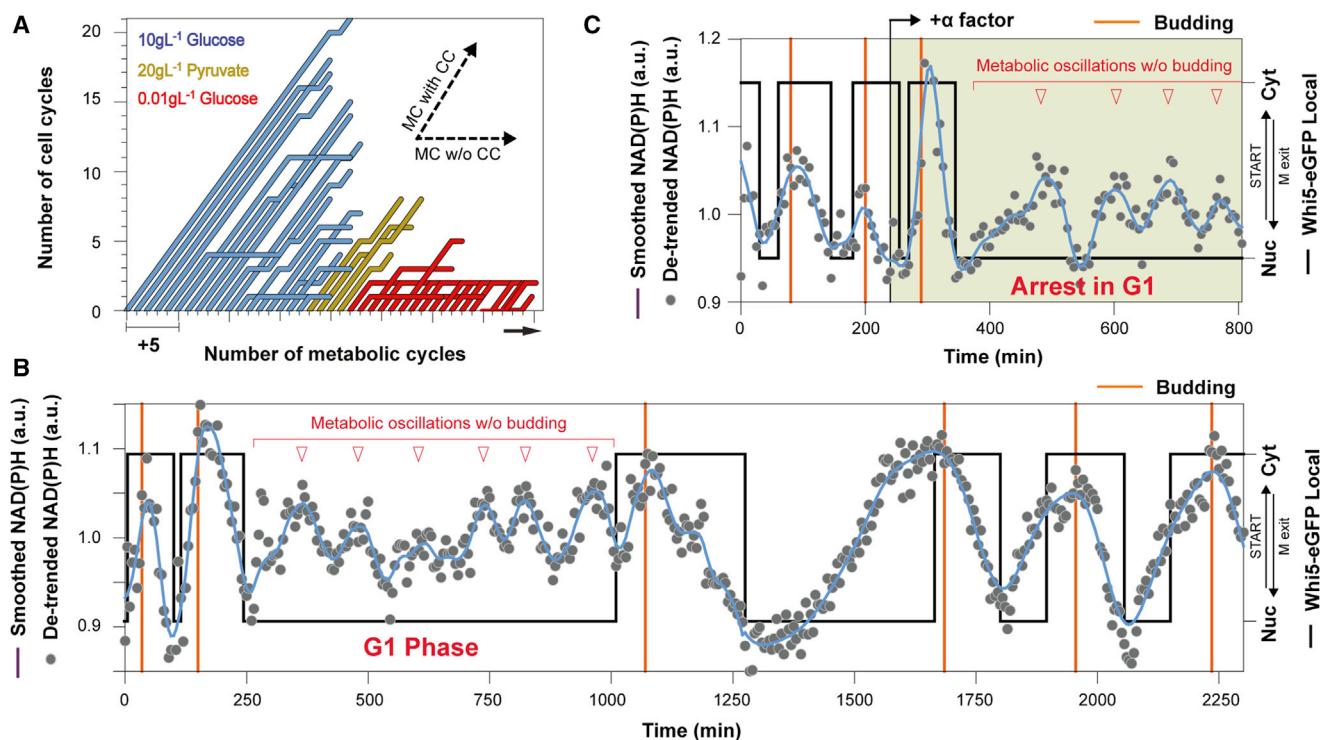 A
Number of cell cycles
20
15
10
5
0
10gL-1 Glucose
20gL-1 Pyruvate
0.01gL-1 Glucose
MC with CC
MC w/o CC
+5
Number of metabolic cycles
C
+α factor
Budding
Smoothed NAD(P)H (a.u.)
De-trended NAD(P)H (a.u.)
1.2
1.1
1.0
0.9
Metabolic oscillations w/o budding
Arrest in G1
0 200 400 600 800
Time (min)
Nuc
Cyt
START
M exit
Whi5-eGFP Local
B
Budding
Smoothed NAD(P)H (a.u.)
De-trended NAD(P)H (a.u.)
1.1
1.0
0.9
Metabolic oscillations w/o budding
G1 Phase
0 250 500 750 1000 1250 1500 1750 2000 2250
Time (min)
Nuc
Cyt
START
M exit
Whi5-eGFP Local